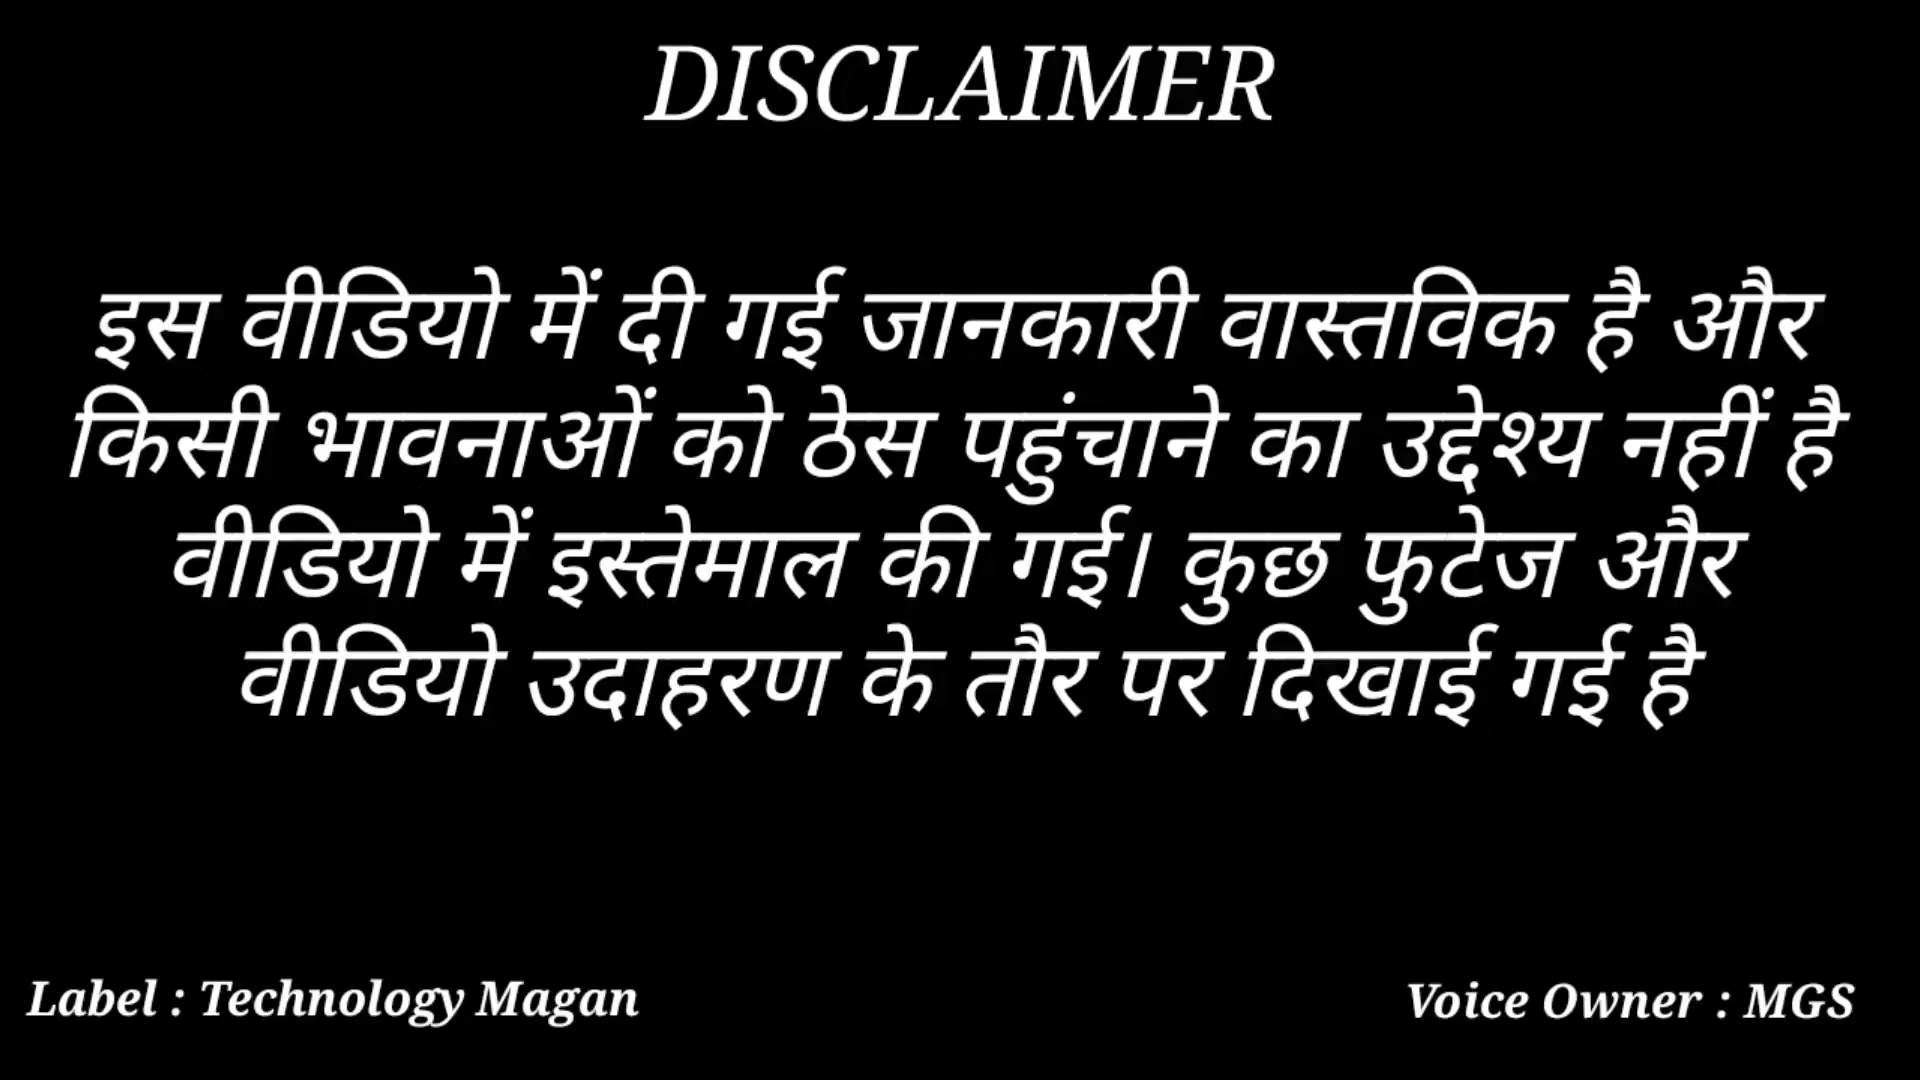 DISCLAIMER
इस वीडियो में दी गई जानकारी वास्तविक है और
किसी भावनाओं को ठेस पहुंचाने का उद्देश्य नहीं है
वीडियो में इस्तेमाल की गई। कुछ फुटेज और
वीडियो उदाहरण के तौर पर दिखाई गई है
Label : Technology Magan
Voice Owner : MGS